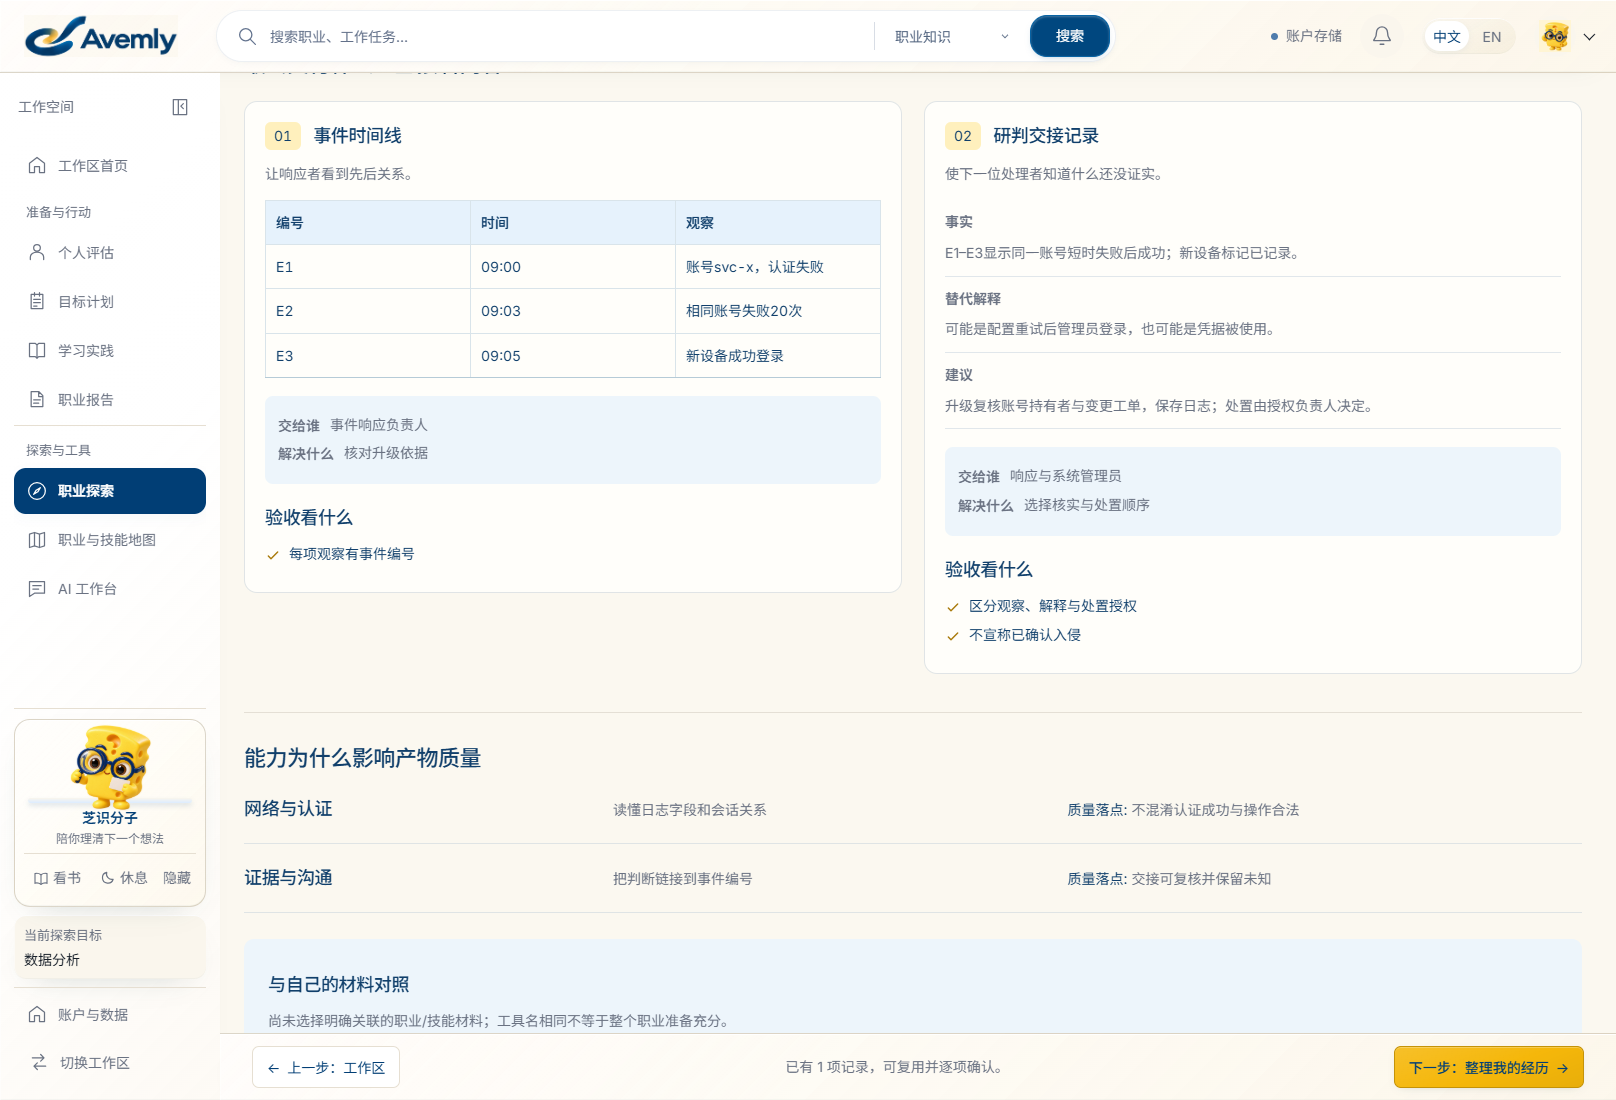 Avemly
搜索职业、工作任务...
职业知识
搜索
账户存储
中文
EN
工作空间
工作区首页
准备与行动
个人评估
目标计划
学习实践
职业报告
探索与工具
职业探索
职业与技能地图
AI 工作台
芝识分子
陪你理清下一个想法
看书
休息
隐藏
当前探索目标
数据分析
账户与数据
切换工作区
01 事件时间线
让响应者看到先后关系。
编号 时间 观察
E1 09:00 账号svc-x，认证失败
E2 09:03 相同账号失败20次
E3 09:05 新设备成功登录
交给谁 事件响应负责人
解决什么 核对升级依据
验收看什么
每项观察有事件编号
02 研判交接记录
使下一位处理者知道什么还没证实。
事实
E1–E3显示同一账号短时失败后成功；新设备标记已记录。
替代解释
可能是配置重试后管理员登录，也可能是凭据被使用。
建议
升级复核账号持有者与变更工单，保存日志；处置由授权负责人决定。
交给谁 响应与系统管理员
解决什么 选择核实与处置顺序
验收看什么
区分观察、解释与处置授权
不宣称已确认入侵
能力为什么影响产物质量
网络与认证 读懂日志字段和会话关系 质量落点: 不混淆认证成功与操作合法
证据与沟通 把判断链接到事件编号 质量落点: 交接可复核并保留未知
与自己的材料对照
尚未选择明确关联的职业/技能材料；工具名相同不等于整个职业准备充分。
← 上一步：工作区
已有 1 项记录，可复用并逐项确认。
下一步：整理我的经历 →